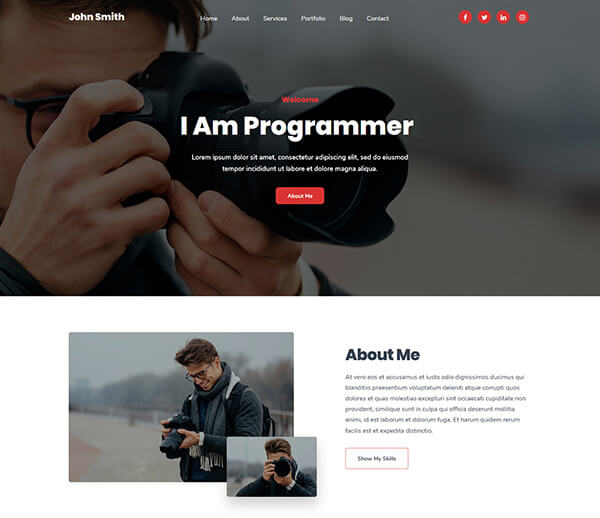 John Smith
Home About Services Portfolio Blog Contact
Welcome
I Am Programmer
Lorem ipsum dolor sit amet, consectetur adipiscing elit, sed do eiusmod
tempor incididunt ut labore et dolore magna aliqua.
About Me
About Me
At vero eos et accusamus et iusto odio dignissimos ducimus qui
blanditiis praesentium voluptatum deleniti atque corrupti quos
dolores et quas molestias excepturi sint occaecati cupiditate non
provident, similique sunt in culpa qui officia deserunt mollitia
animi, id est laborum et dolorum fuga. Et harum quidem rerum
facilis est et expedita distinctio.
Show My Skills